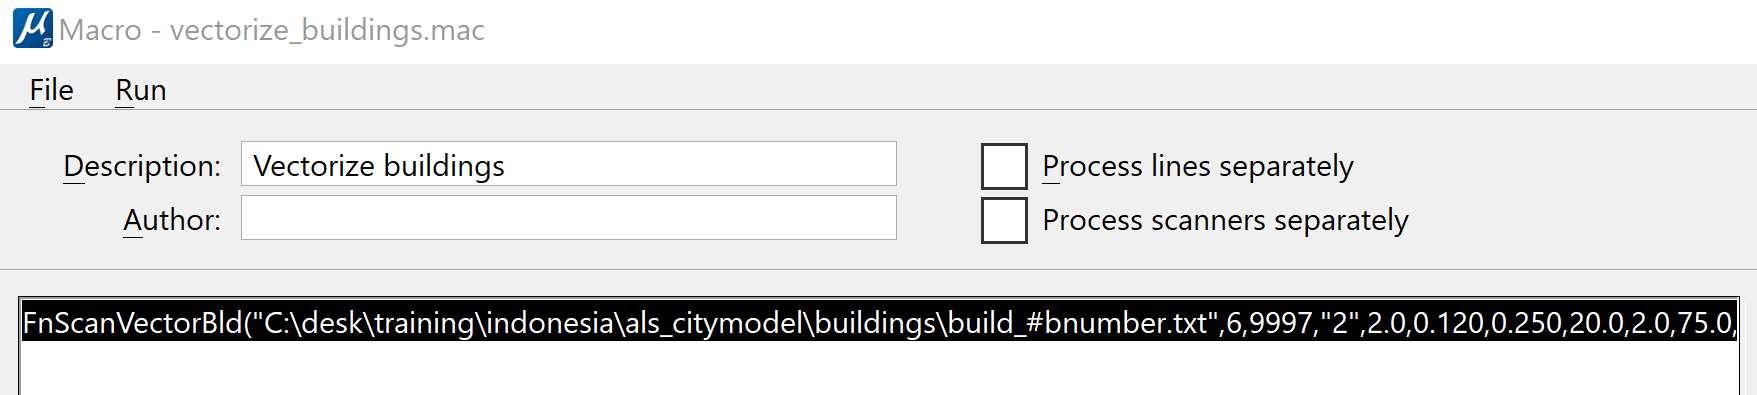 Macro - vectorize_buildings.mac
File Run
Description: Vectorize buildings
Process lines separately
Author:
Process scanners separately
FnScanVectorBld("C:\desk\training\indonesia\als_citymodel\buildings\build_#bnumber.txt",6,9997,"2",2.0,0.120,0.250,20.0,2.0,75.0,